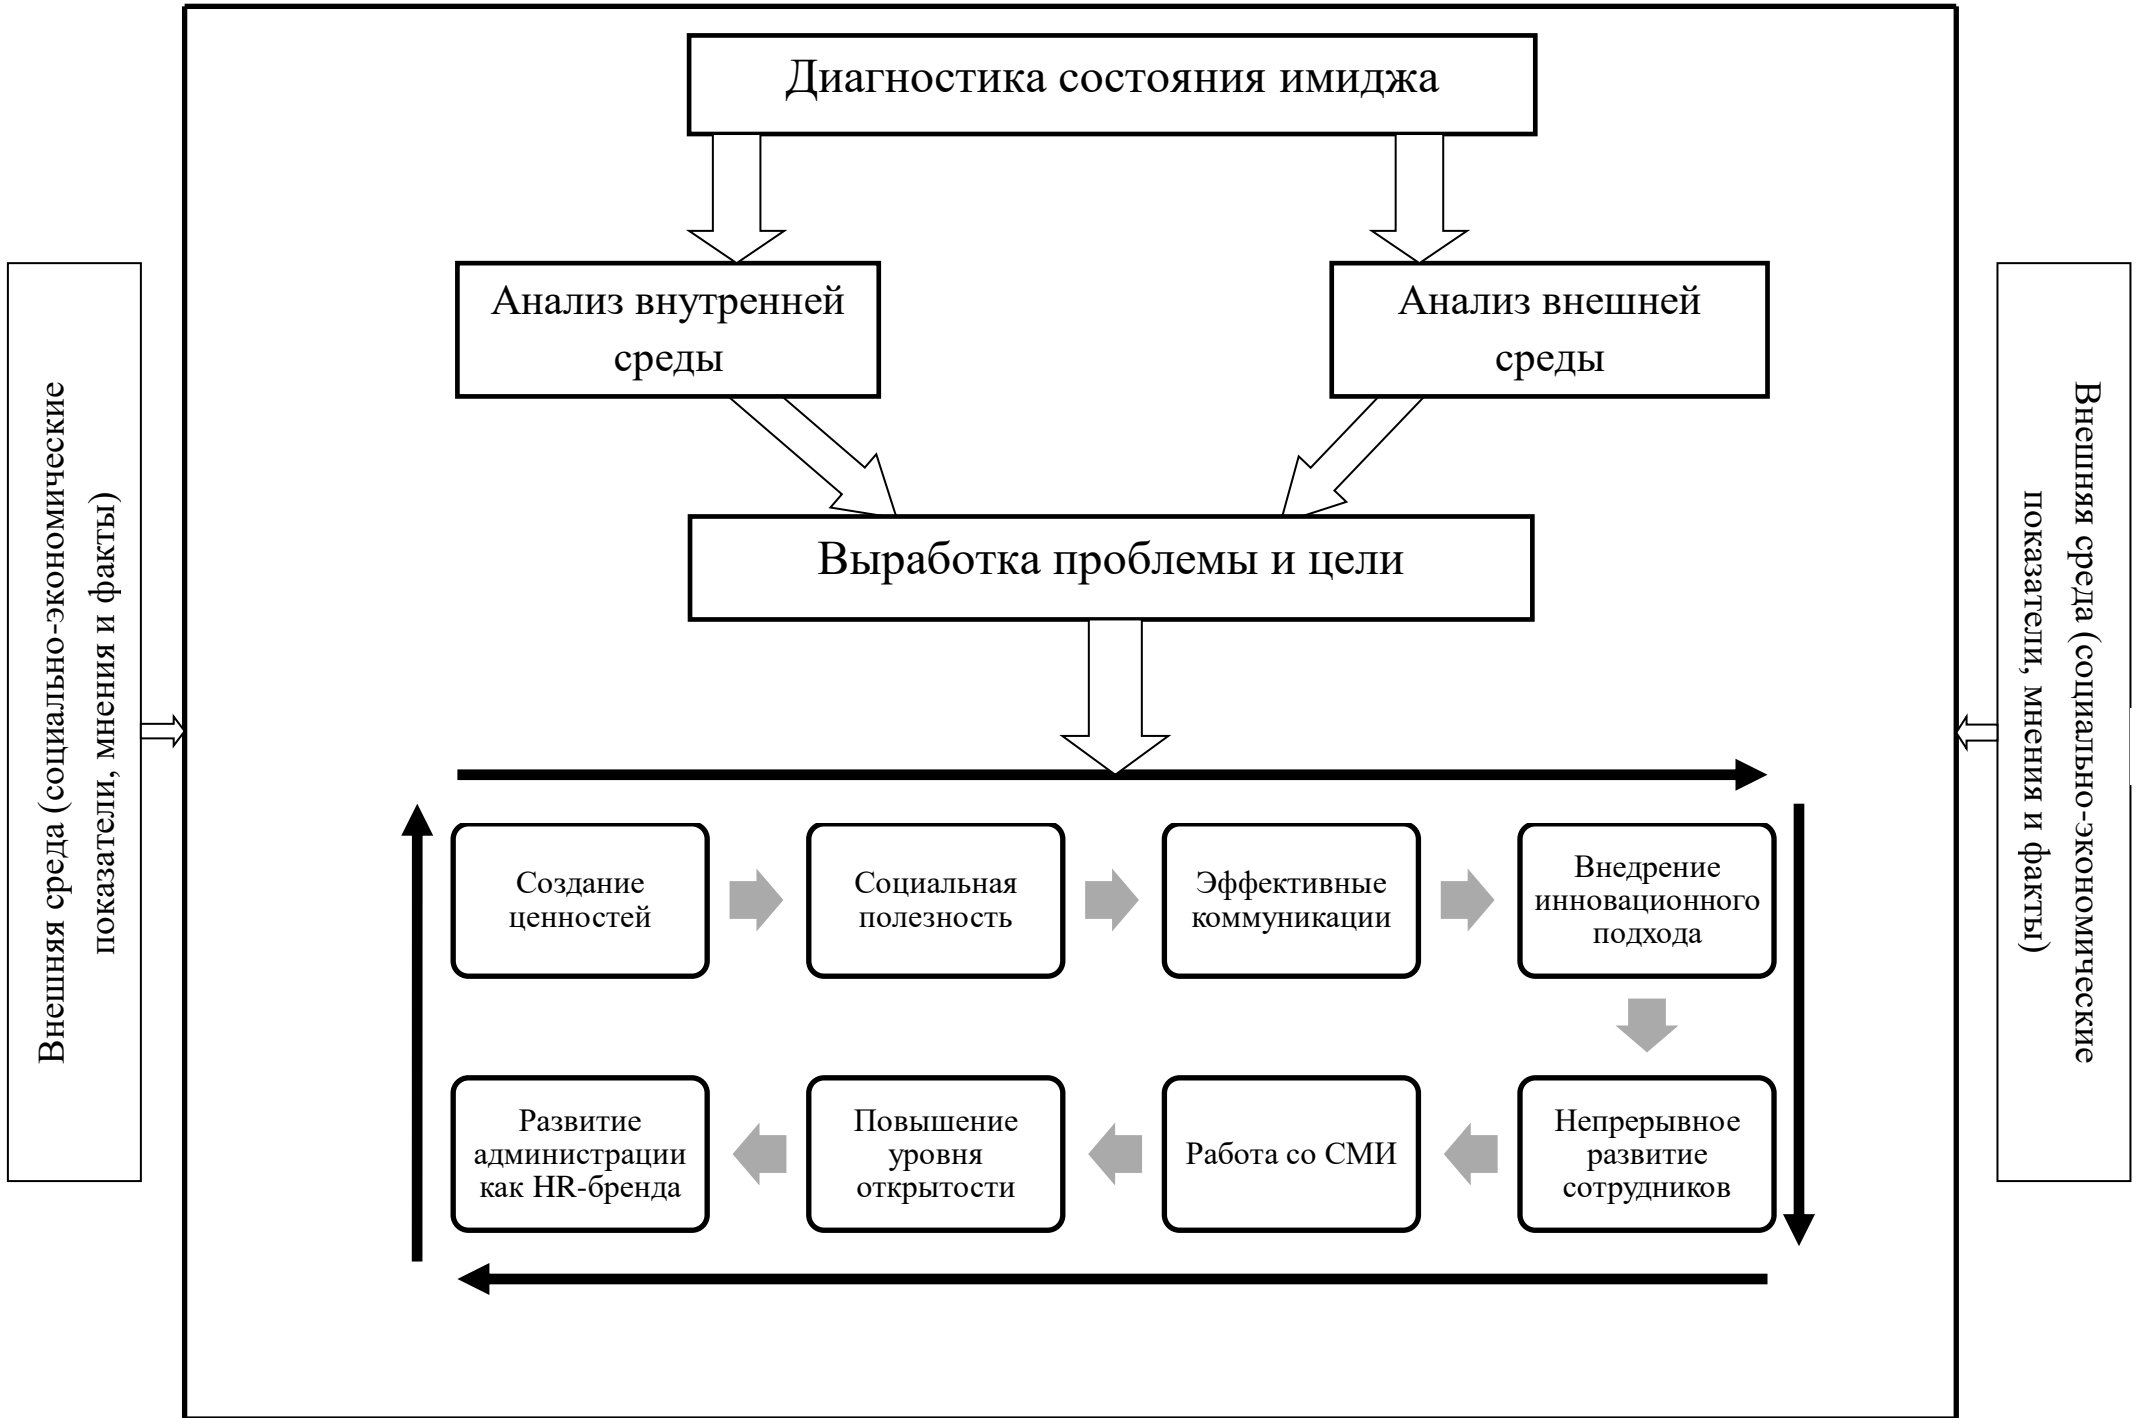 Диагностика состояния имиджа
Анализ внутренней
среды
Анализ внешней
среды
Внешняя среда (социально-экономические
показатели, мнения и факты)
Внешняя среда (социально-экономические
показатели, мнения и факты)
Выработка проблемы и цели
Создание
ценностей
Социальная
полезность
Эффективные
коммуникации
Внедрение
инновационного
подхода
Развитие
администрации
как HR-бренда
Повышение
уровня
открытости
Работа со СМИ
Непрерывное
развитие
сотрудников